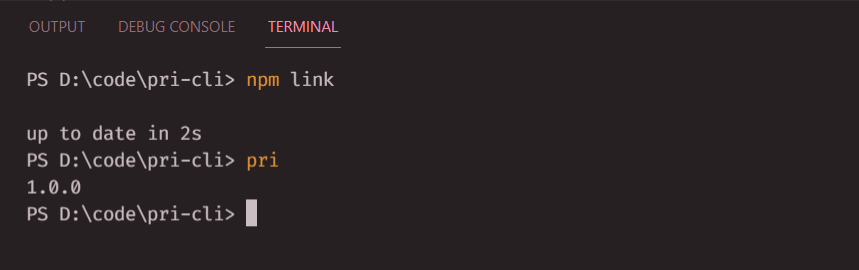 OUTPUT DEBUG CONSOLE TERMINAL
PS D:\code\pri-cli> npm link
up to date in 2s
PS D:\code\pri-cli> pri
1.0.0
PS D:\code\pri-cli>